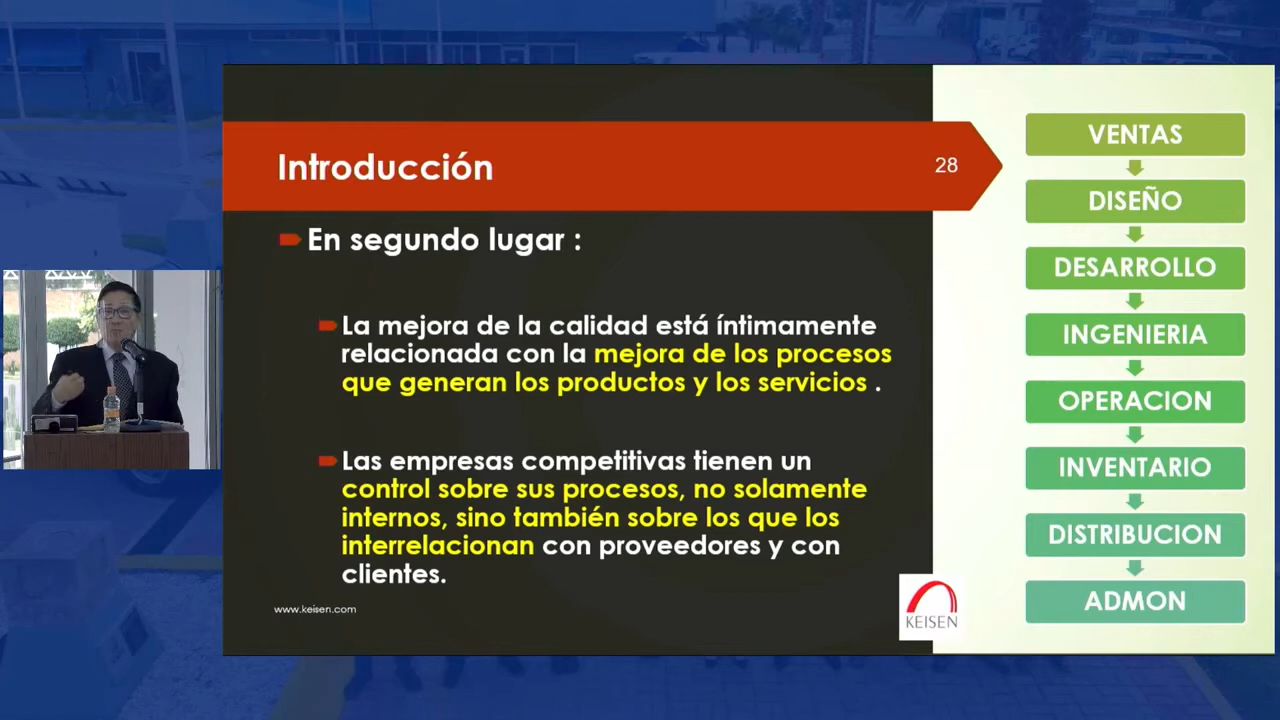 Introducción
28
En segundo lugar :
La mejora de la calidad está íntimamente
relacionada con la mejora de los procesos
que generan los productos y los servicios .
Las empresas competitivas tienen un
control sobre sus procesos, no solamente
internos, sino también sobre los que los
interrelacionan con proveedores y con
clientes.
www.keisen.com
KEISEN
VENTAS
DISEÑO
DESARROLLO
INGENIERIA
OPERACION
INVENTARIO
DISTRIBUCION
ADMON